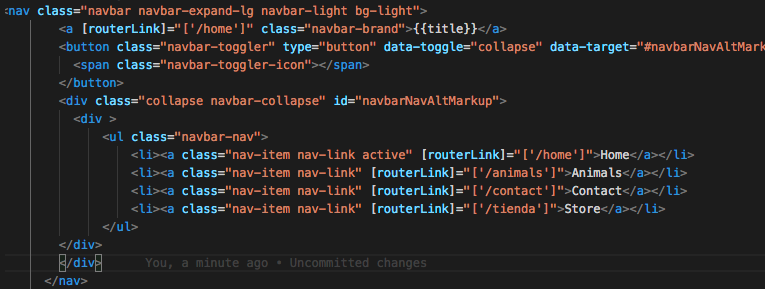 <nav class="navbar navbar-expand-lg navbar-light bg-light">
<a [routerLink]="['/home']" class="navbar-brand">{{title}}</a>
<button class="navbar-toggler" type="button" data-toggle="collapse" data-target="#navbarNavAltMark
<span class="navbar-toggler-icon"></span>
</button>
<div class="collapse navbar-collapse" id="navbarNavAltMarkup">
<div >
<ul class="navbar-nav">
<li><a class="nav-item nav-link active" [routerLink]="['/home']">Home</a></li>
<li><a class="nav-item nav-link" [routerLink]="['/animals']">Animals</a></li>
<li><a class="nav-item nav-link" [routerLink]="['/contact']">Contact</a></li>
<li><a class="nav-item nav-link" [routerLink]="['/tienda']">Store</a></li>
</ul>
</div>
</div> You, a minute ago • Uncommitted changes
</nav>